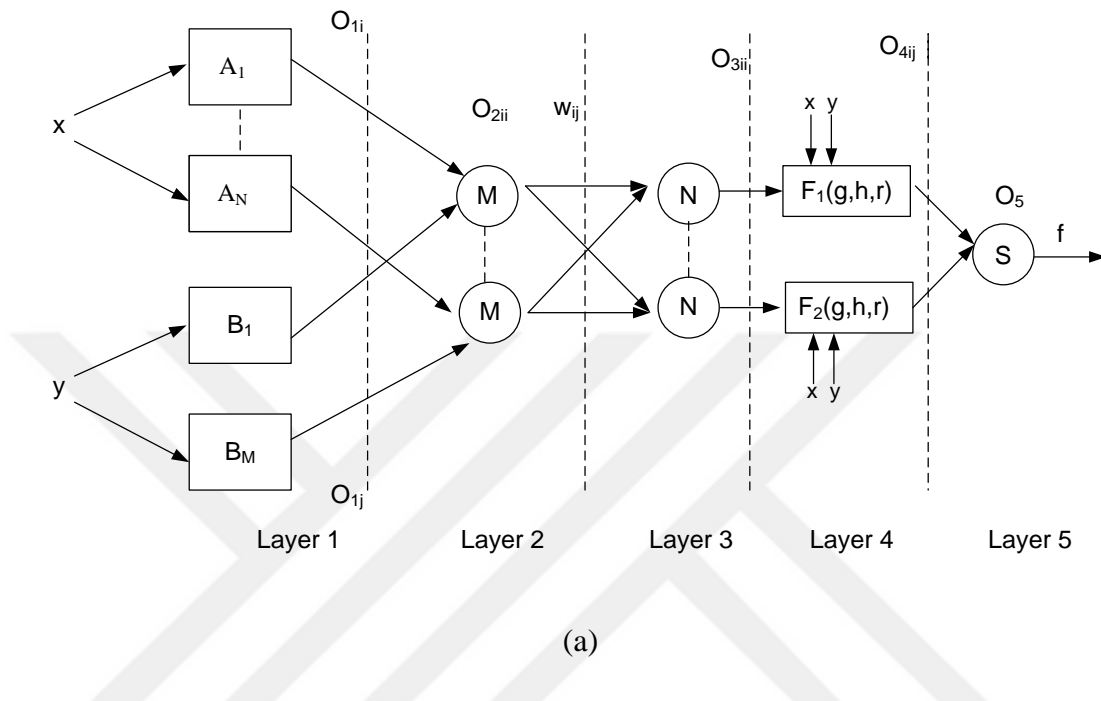 O1i
O4ij
A1
O3ii
x y
O2ii
wij
x
AN
M
N
F1(g,h,r)
O5
f
S
B1
M
N
F2(g,h,r)
y
x y
BM
O1j
Layer 1 Layer 2 Layer 3 Layer 4 Layer 5
(a)